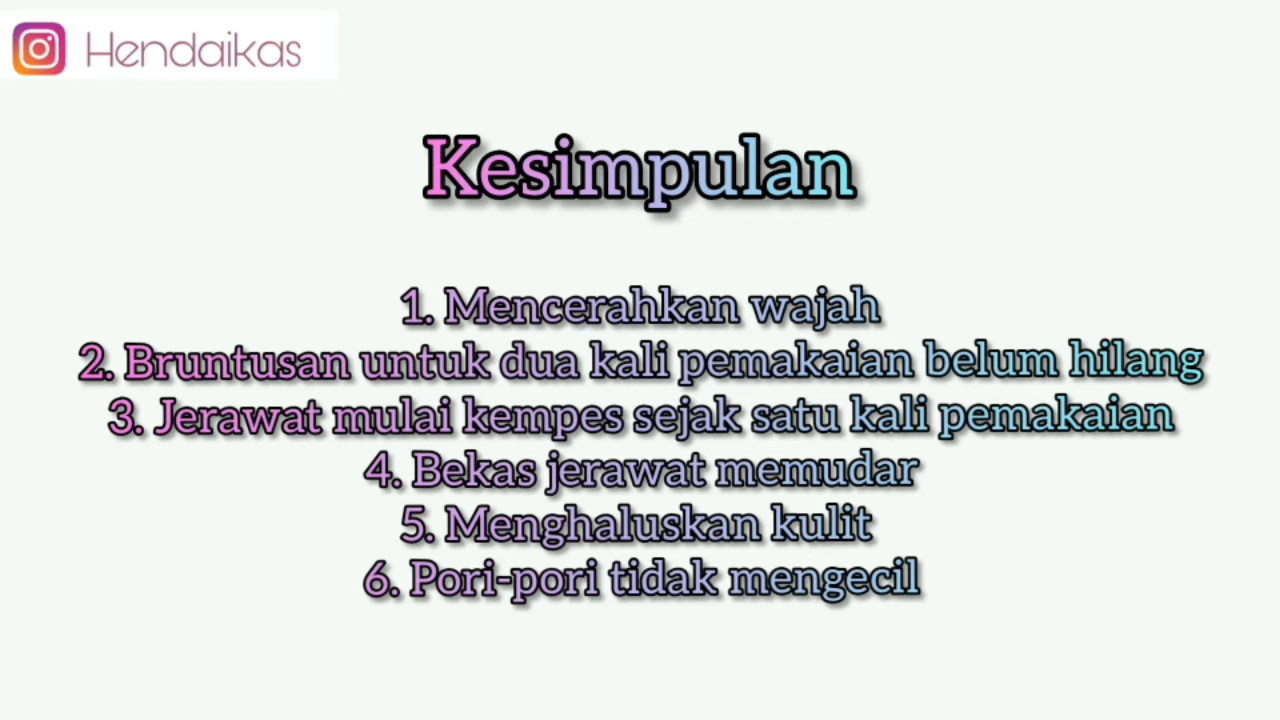 Hendaikas
Kesimpulan
1. Mencerahkan wajah
2. Bruntusan untuk dua kali pemakaian belum hilang
3. Jerawat mulai kempes sejak satu kali pemakaian
4. Bekas jerawat memudar
5. Menghaluskan kulit
6. Pori-pori tidak mengecil